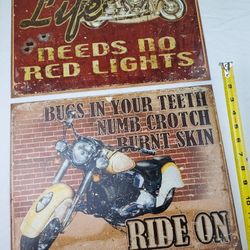 Life
NEEDS NO
RED LIGHTS
BUGS IN YOUR TEETH
NUMB CROTCH
BURNT SKIN
RIDE ON